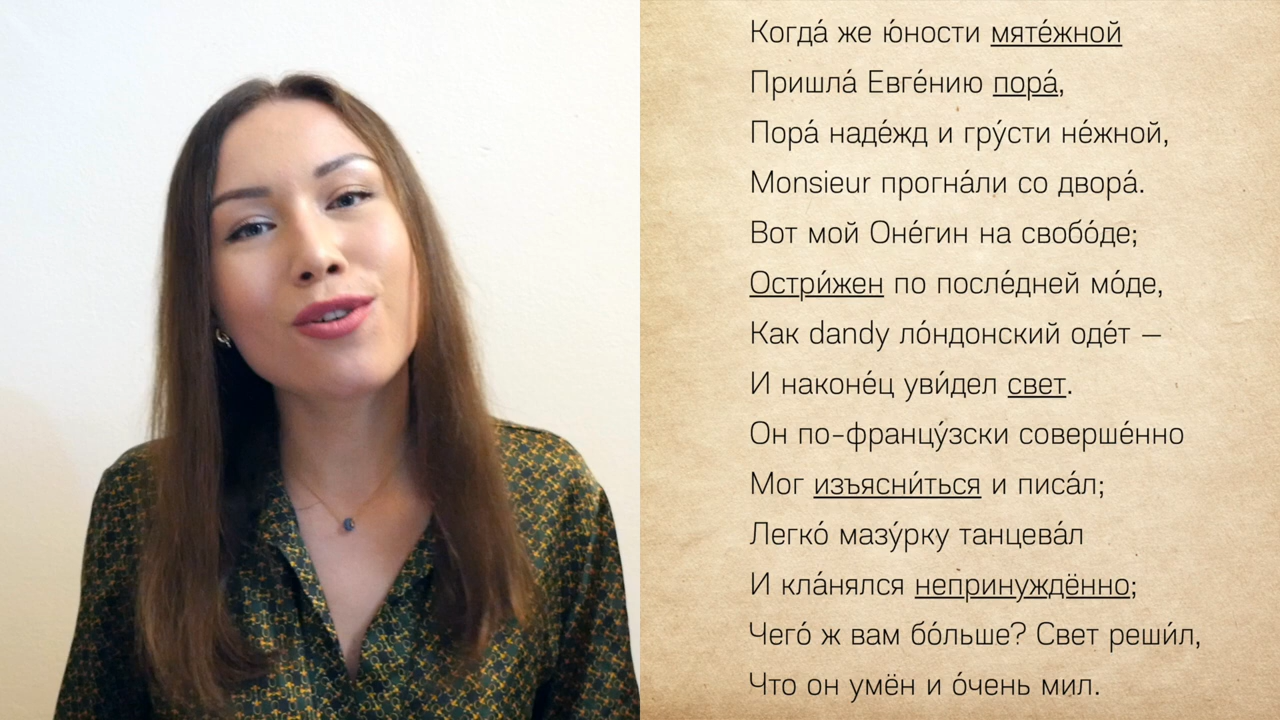 Когда́ же ю́ности мяте́жной
Пришла́ Евге́нию пора́,
Пора́ наде́жд и гру́сти не́жной,
Monsieur прогна́ли со двора́.
Вот мой Оне́гин на свобо́де;
Остри́жен по после́дней мо́де,
Как dandy ло́ндонский оде́т —
И наконе́ц уви́дел свет.
Он по-францу́зски соверше́нно
Мог изъясни́ться и писа́л;
Легко́ мазу́рку танцева́л
И кла́нялся непринуждённо;
Чего́ ж вам бо́льше? Свет реши́л,
Что он умён и о́чень мил.